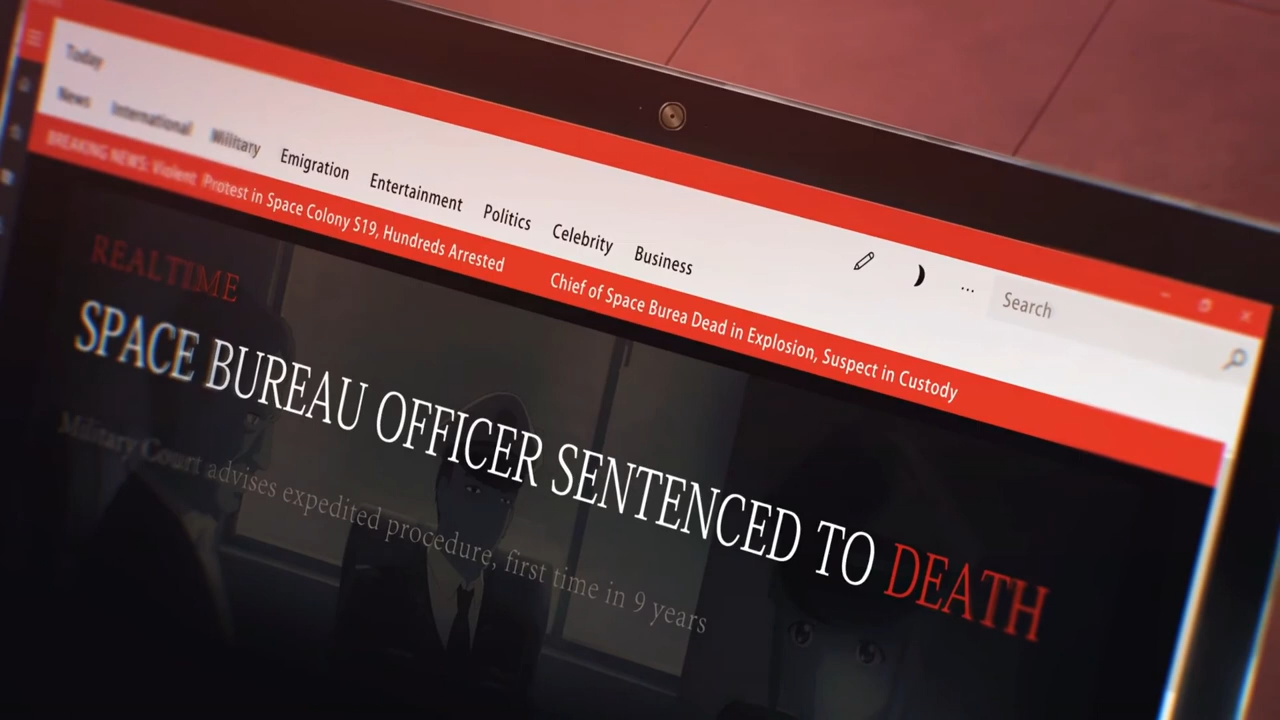 Today
News International Military Emigration Entertainment Politics Celebrity Business ... Search
BREAKING NEWS: Violent Protest in Space Colony S19, Hundreds Arrested Chief of Space Burea Dead in Explosion, Suspect in Custody
REALTIME
SPACE BUREAU OFFICER SENTENCED TO DEATH
Military Court advises expedited procedure, first time in 9 years